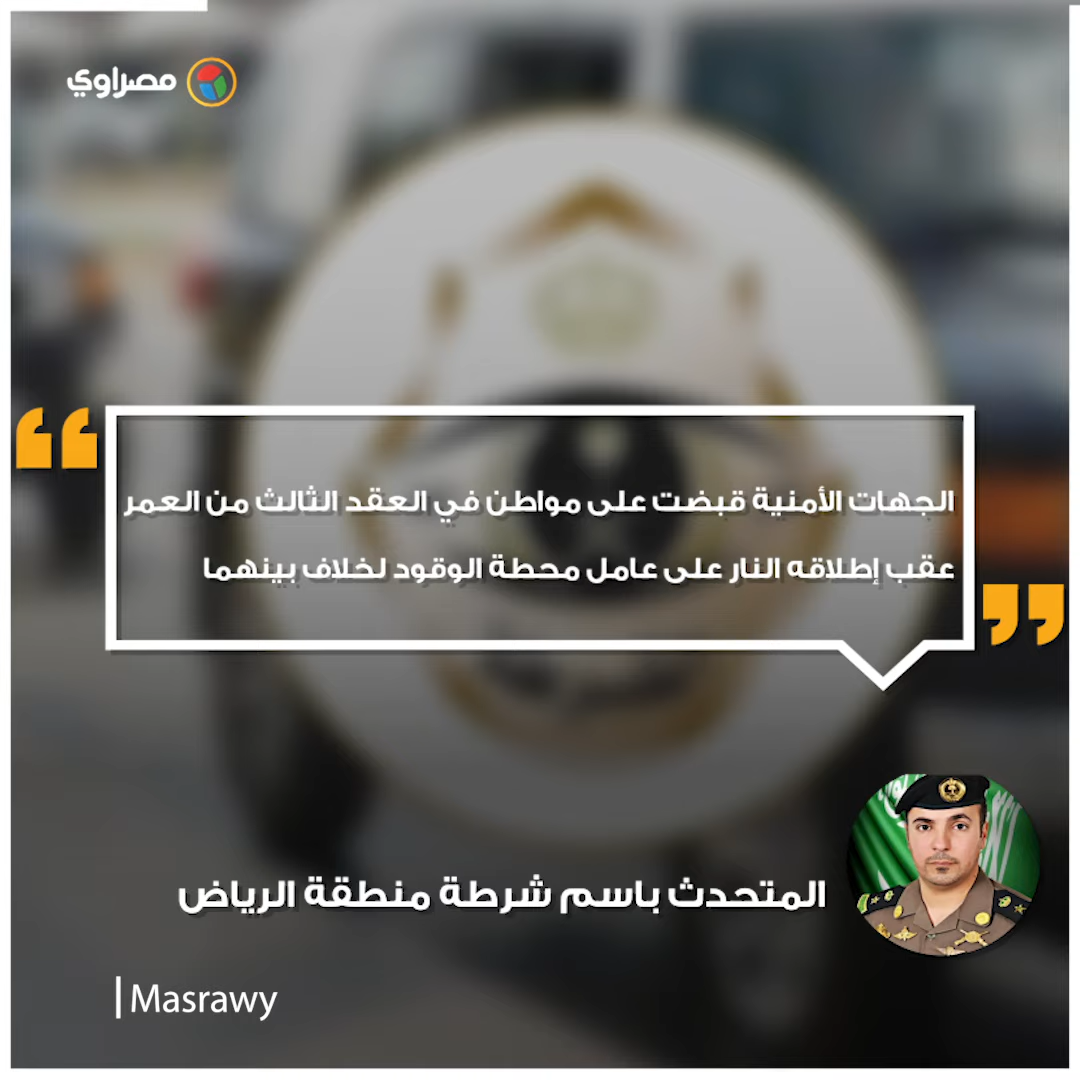 مصراوي
الجهات الأمنية قبضت على مواطن في العقد الثالث من العمر
عقب إطلاقه النار على عامل محطة الوقود لخلاف بينهما
المتحدث باسم شرطة منطقة الرياض
Masrawy